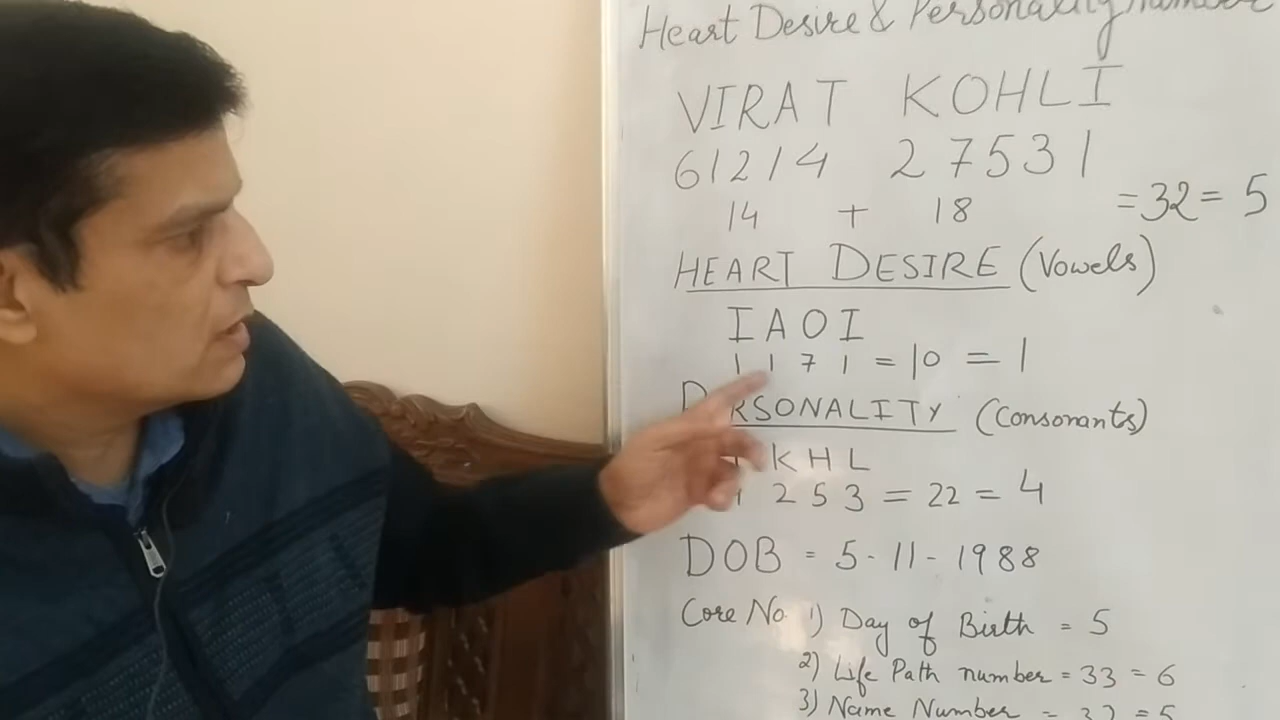 Heart Desire & Personality number
VIRAT KOHLI
61214 27531
14 + 18 = 32 = 5
HEART DESIRE (Vowels)
I A O I
1 1 7 1 = 10 = 1
(Consonants)
K H L
2 5 3 = 22 = 4
DOB = 5-11-1988
Core No. 1) Day of Birth = 5
2) Life Path number = 33 = 6
3) Name Number = 32 = 5